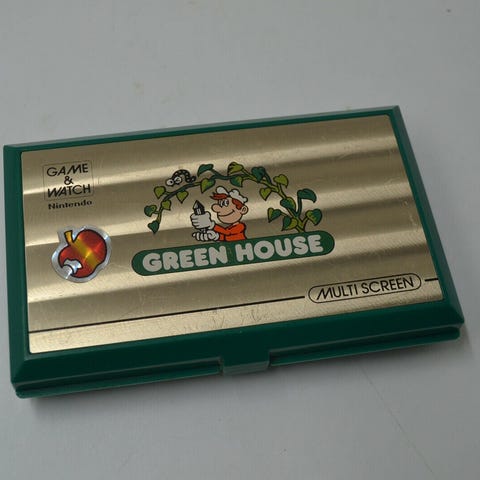 GAME
&
WATCH
Nintendo
GREEN HOUSE
MULTI SCREEN